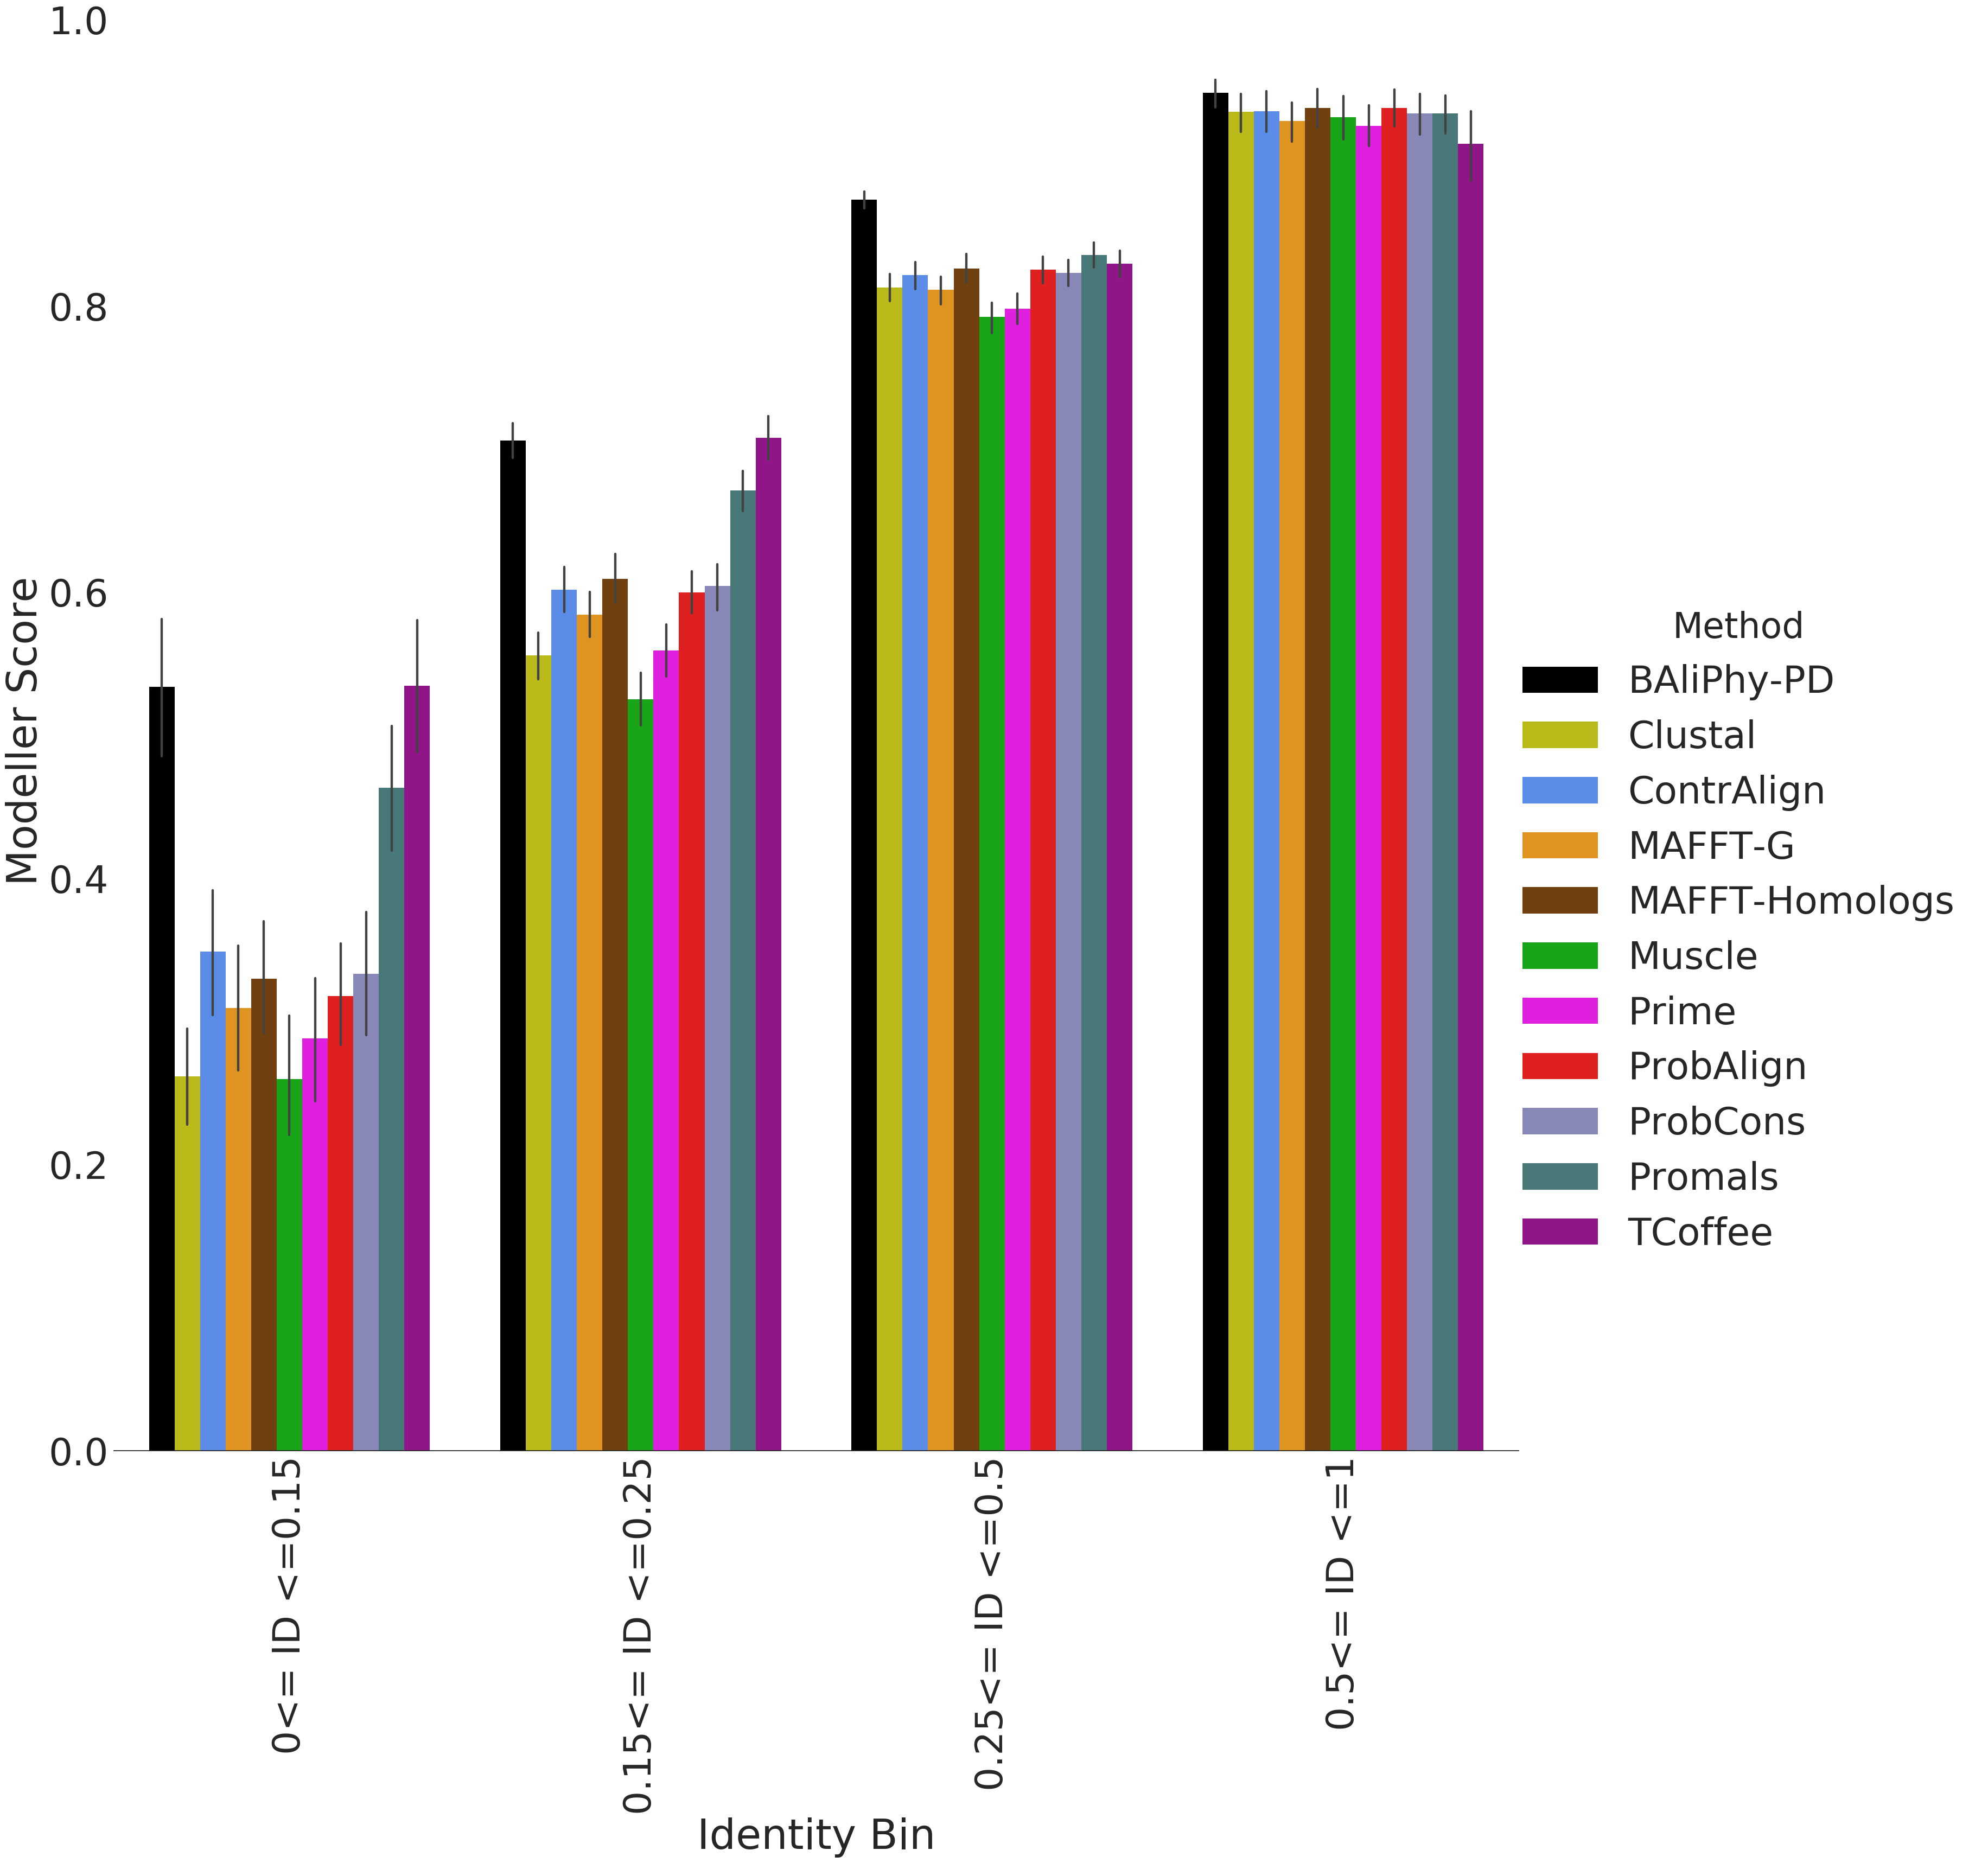 1.0
0.8
0.6
0.4
0.2
0.0
Modeller Score
0<= ID <=0.15
0.15<= ID <=0.25
0.25<= ID <=0.5
0.5<= ID <=1
Identity Bin
Method
BAliPhy-PD
Clustal
ContrAlign
MAFFT-G
MAFFT-Homologs
Muscle
Prime
ProbAlign
ProbCons
Promals
TCoffee